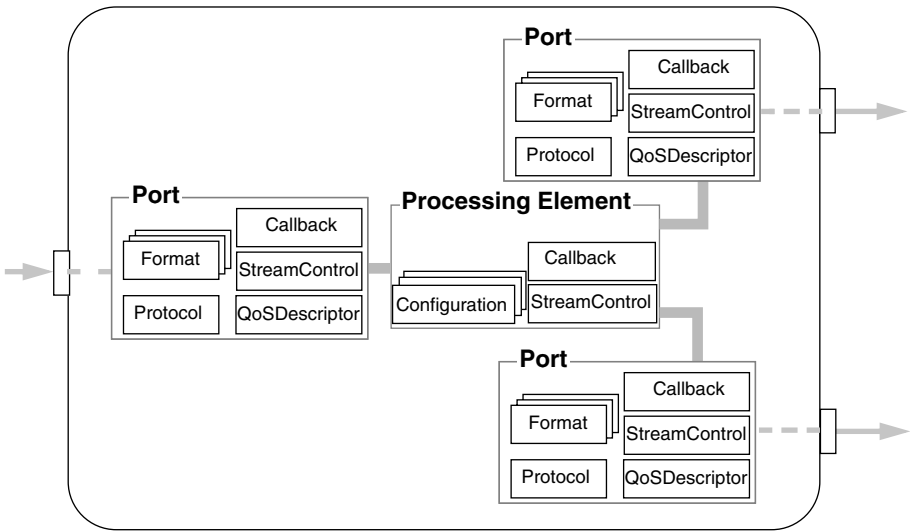 Port
Callback
Format
StreamControl
Protocol
QoSDescriptor
Port
Callback
Format
StreamControl
Protocol
QoSDescriptor
Processing Element
Callback
Configuration
StreamControl
Port
Callback
Format
StreamControl
Protocol
QoSDescriptor